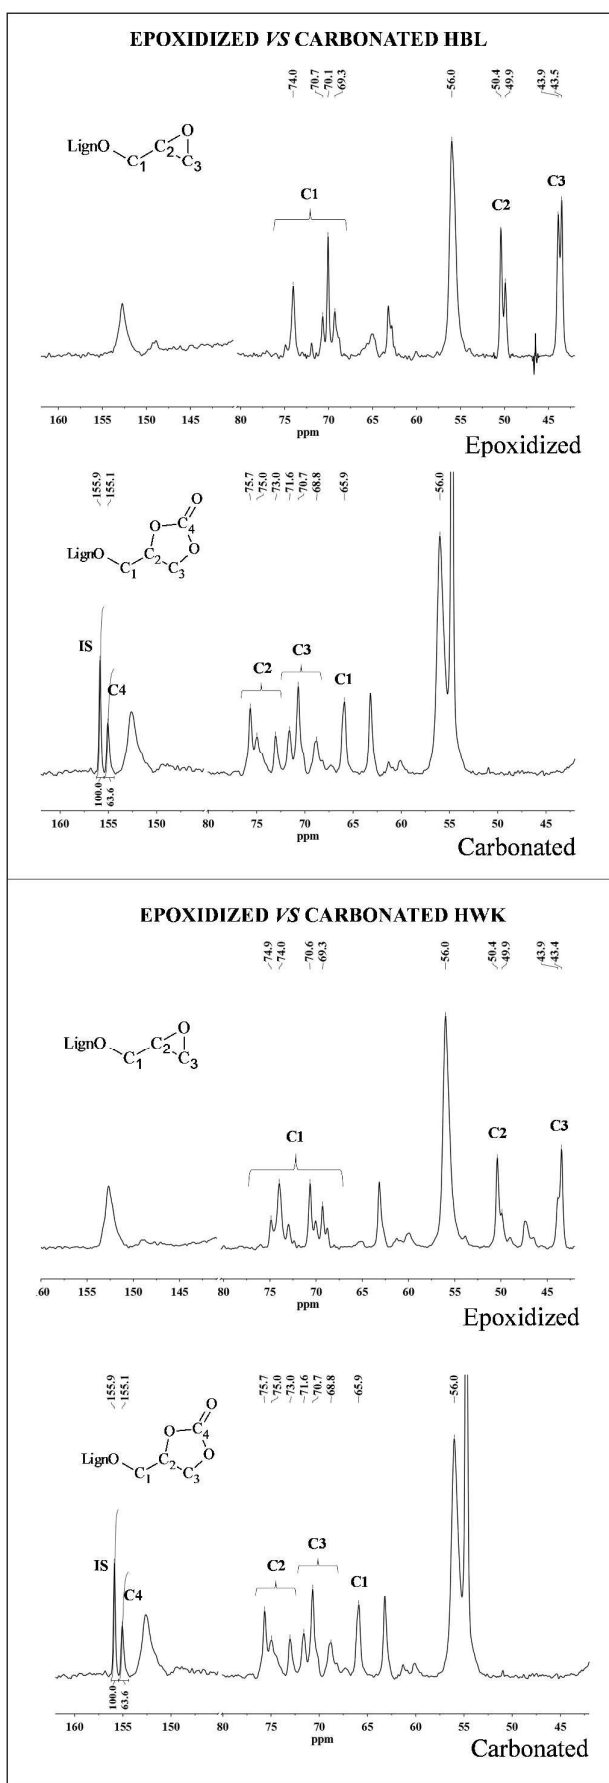 EPOXIDIZED VS CARBONATED HBL
74.0 70.7 70.1 69.3 56.0 50.4 49.9 43.9 43.5
LignO C1 C2 O C3
C1 C2 C3
160 155 150 145 80 75 70 65 60 55 50 45
ppm
Epoxidized
155.9 155.1 75.7 75.0 73.0 71.6 70.7 68.8 65.9 56.0
O
O C4
LignO C1 C2 C3 O
IS C4 C2 C3 C1
100.0 63.6
160 155 150 145 80 75 70 65 60 55 50 45
ppm
Carbonated
EPOXIDIZED VS CARBONATED HWK
74.9 74.0 70.6 69.3 56.0 50.4 49.9 43.9 43.4
LignO C1 C2 O C3
C1 C2 C3
.60 155 150 145 80 75 70 65 60 55 50 45
ppm
Epoxidized
155.9 155.1 75.7 75.0 73.0 71.6 70.7 68.8 65.9 56.0
O
O C4
LignO C1 C2 C3 O
IS C4 C2 C3 C1
100.0 63.6
160 155 150 145 80 75 70 65 60 55 50 45
ppm
Carbonated